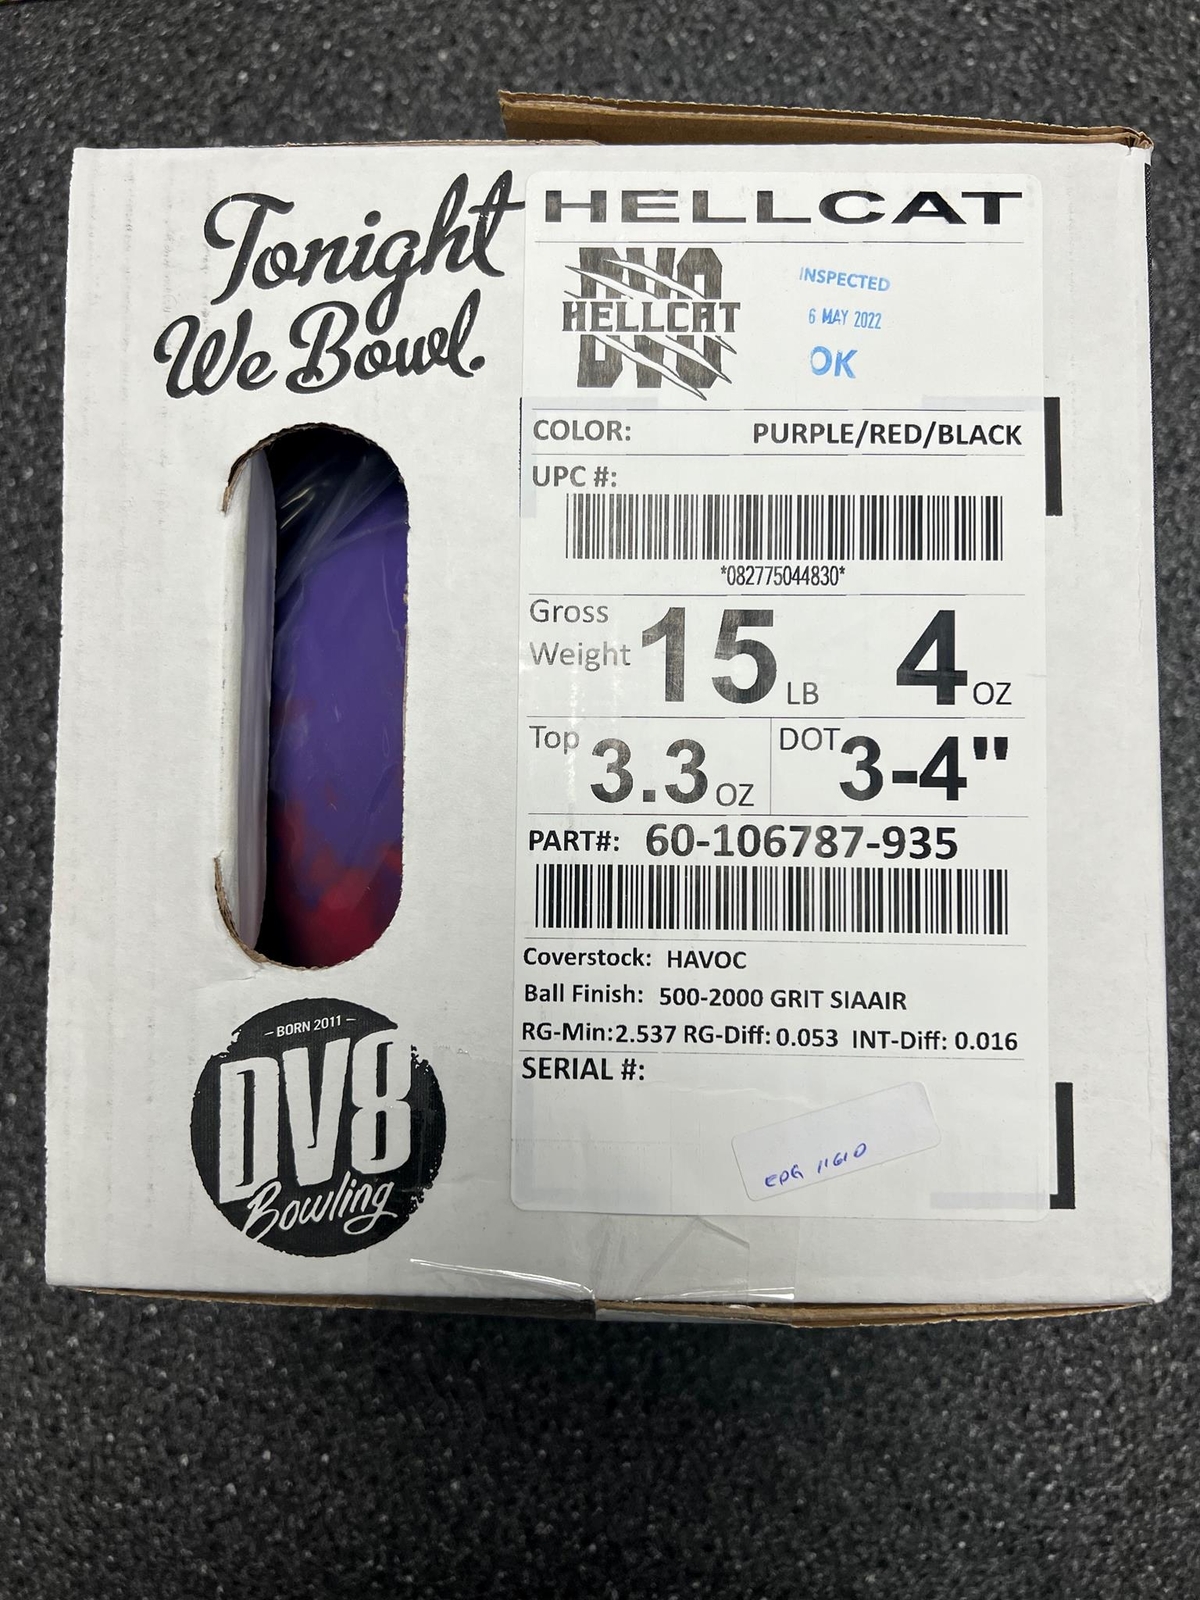 Tonight
We Bowl.
HELLCAT
DV8
HELLCAT
INSPECTED
6 MAY 2022
OK
COLOR: PURPLE/RED/BLACK
UPC #:
*082775044830*
Gross Weight 15 LB 4 OZ
Top 3.3 OZ DOT 3-4"
PART#: 60-106787-935
Coverstock: HAVOC
Ball Finish: 500-2000 GRIT SIAAIR
RG-Min:2.537 RG-Diff: 0.053 INT-Diff: 0.016
SERIAL #:
- BORN 2011 -
DV8
Bowling